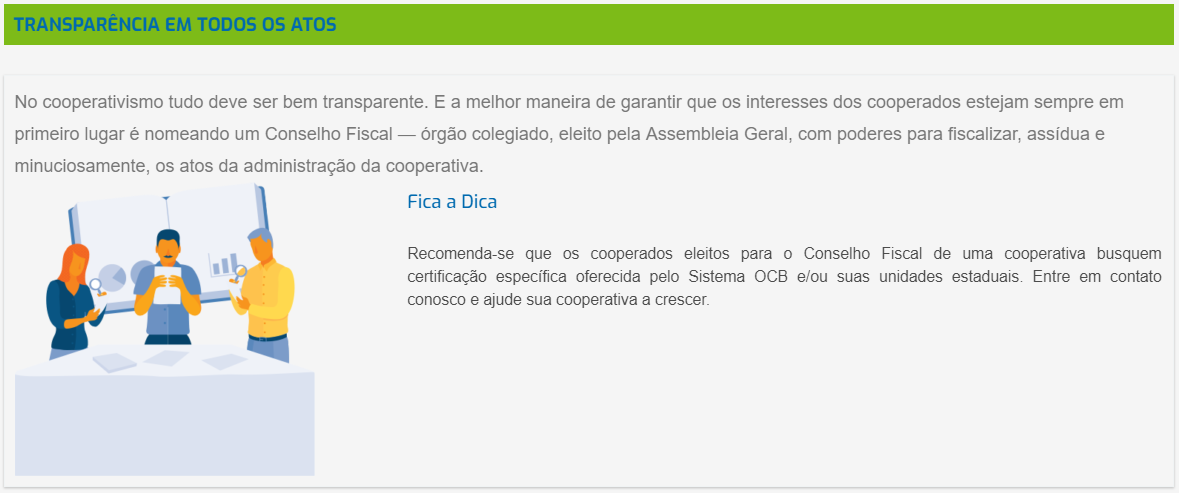 TRANSPARÊNCIA EM TODOS OS ATOS
No cooperativismo tudo deve ser bem transparente. E a melhor maneira de garantir que os interesses dos cooperados estejam sempre em
primeiro lugar é nomeando um Conselho Fiscal — órgão colegiado, eleito pela Assembleia Geral, com poderes para fiscalizar, assídua e
minuciosamente, os atos da administração da cooperativa.
Fica a Dica
Recomenda-se que os cooperados eleitos para o Conselho Fiscal de uma cooperativa busquem
certificação específica oferecida pelo Sistema OCB e/ou suas unidades estaduais. Entre em contato
conosco e ajude sua cooperativa a crescer.